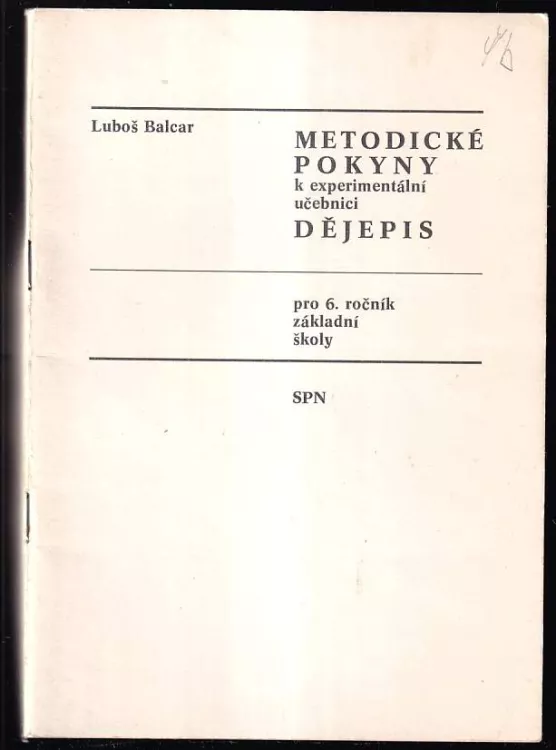 Luboš Balcar
METODICKÉ
POKYNY
k experimentální
učebnici
DĚJEPIS
pro 6. ročník
základní
školy
SPN